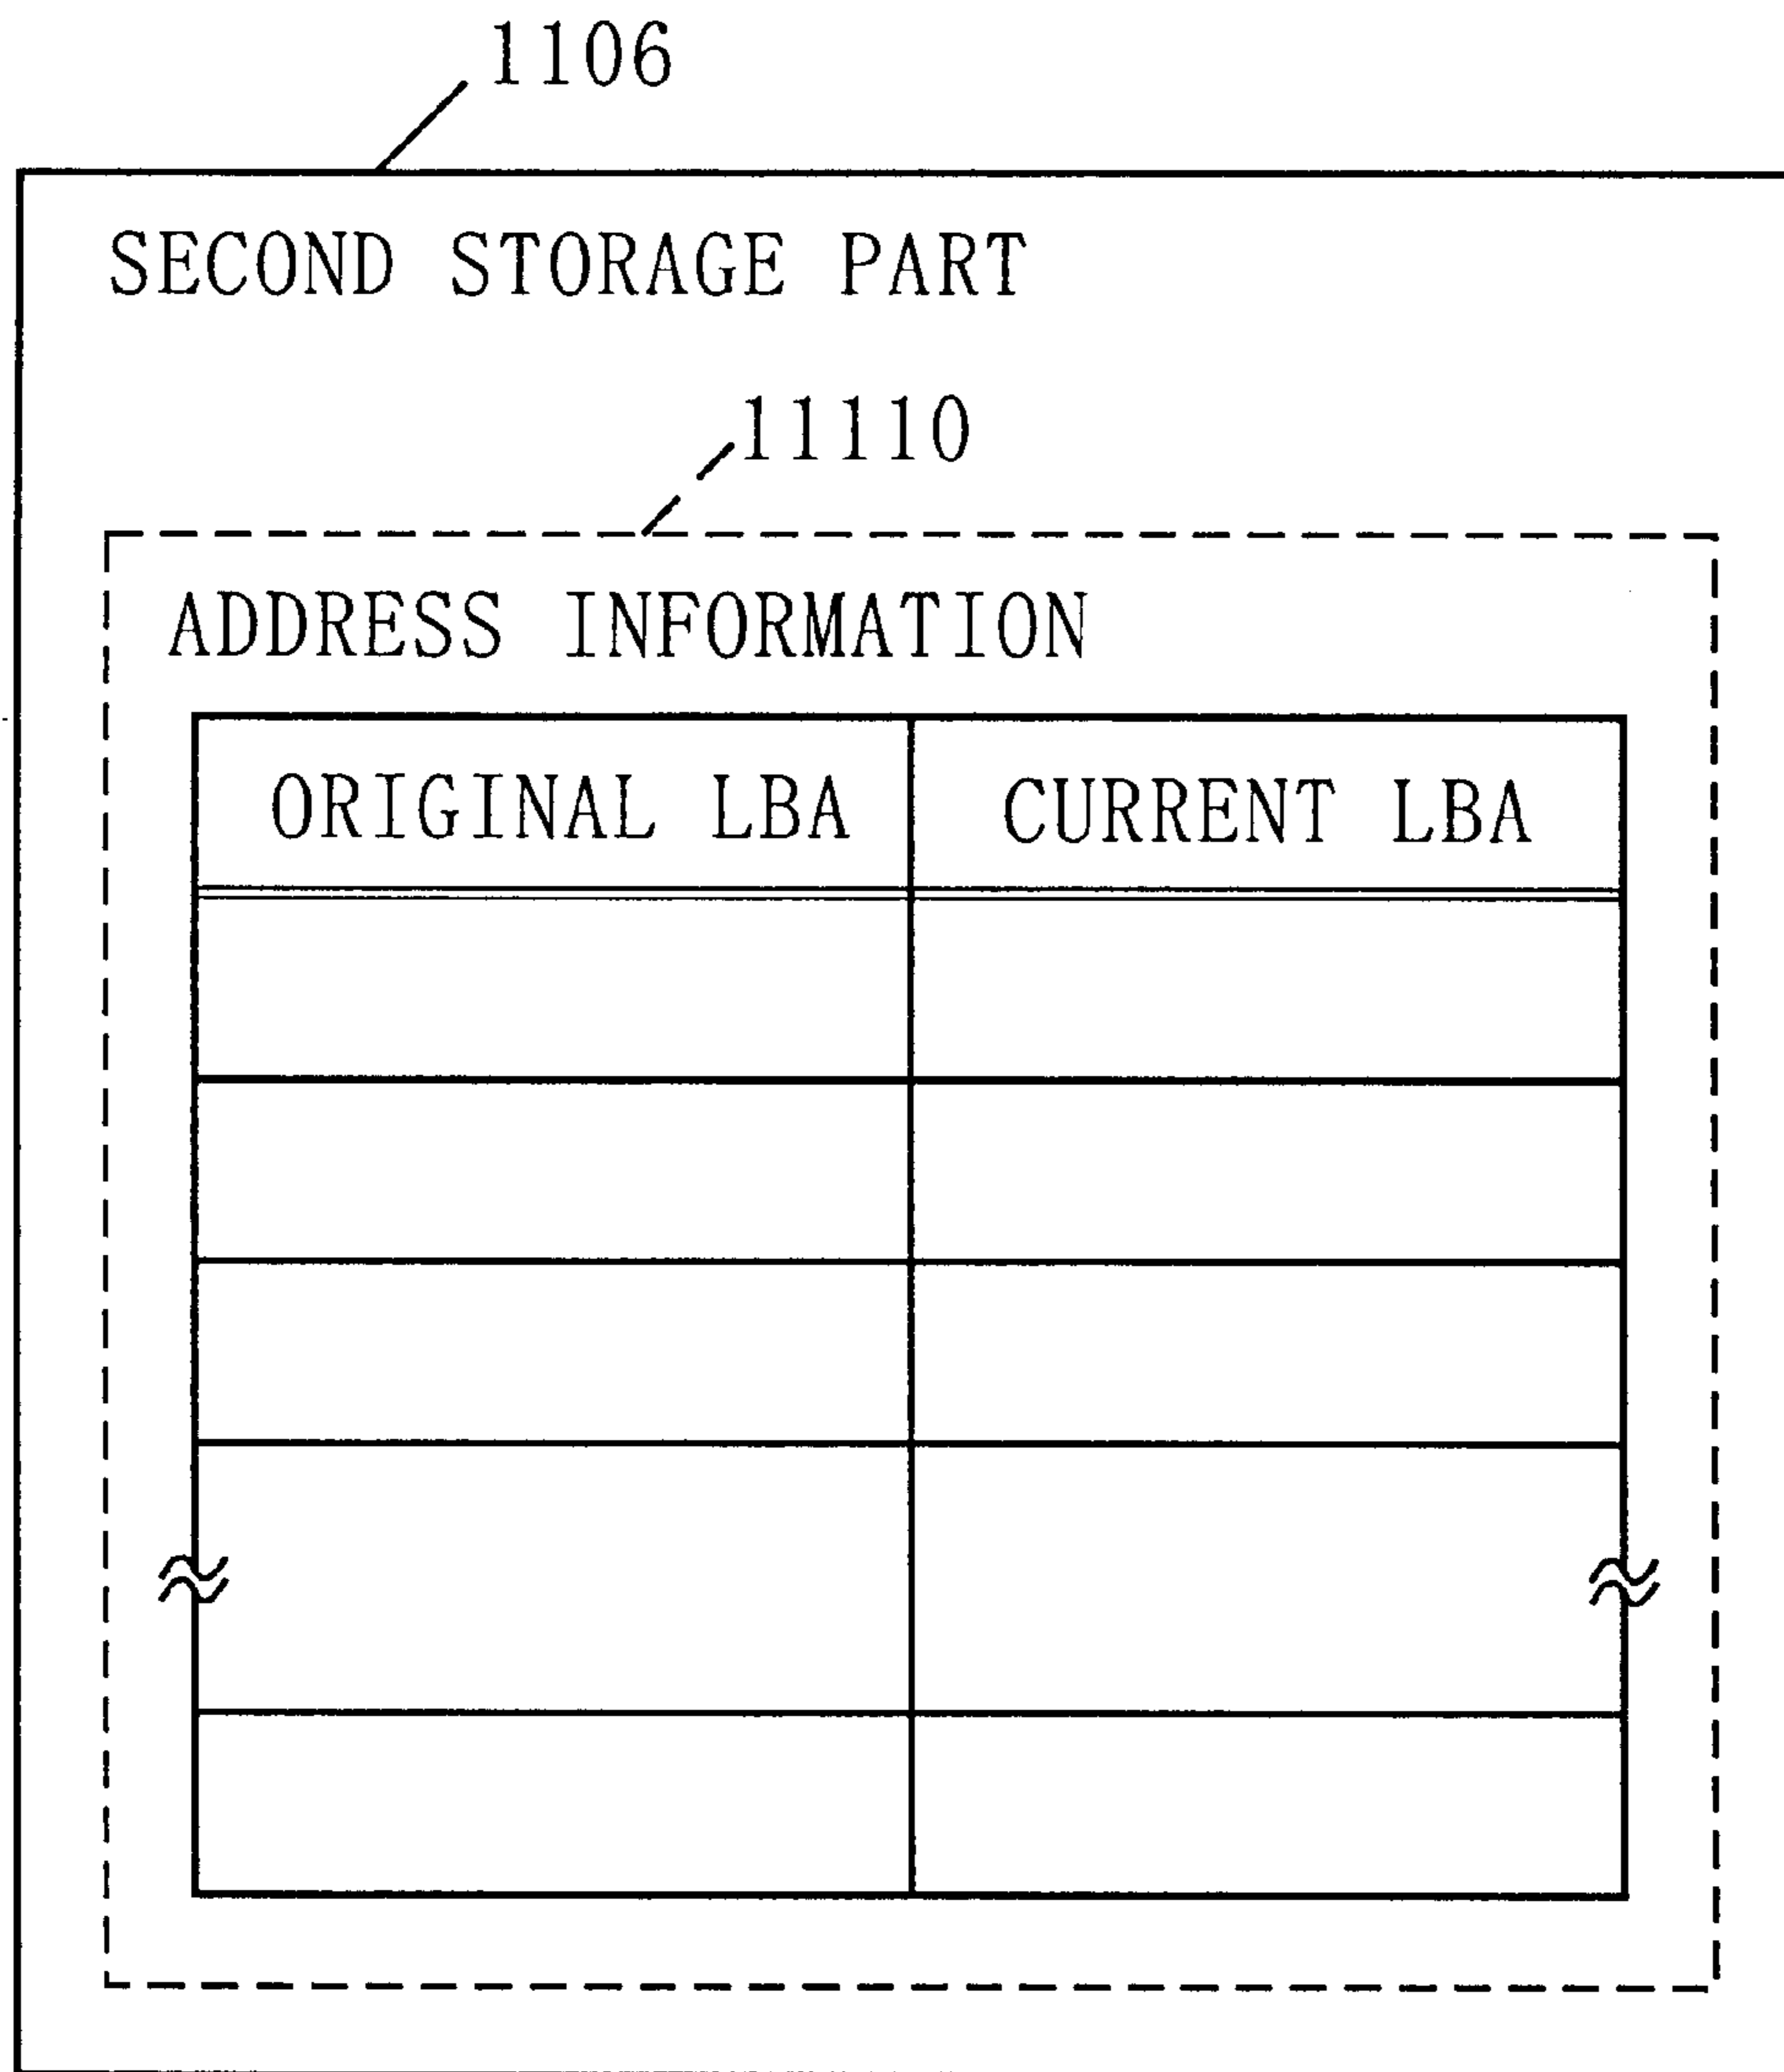 1106
SECOND STORAGE PART
11110
ADDRESS INFORMATION
ORIGINAL LBA
CURRENT LBA